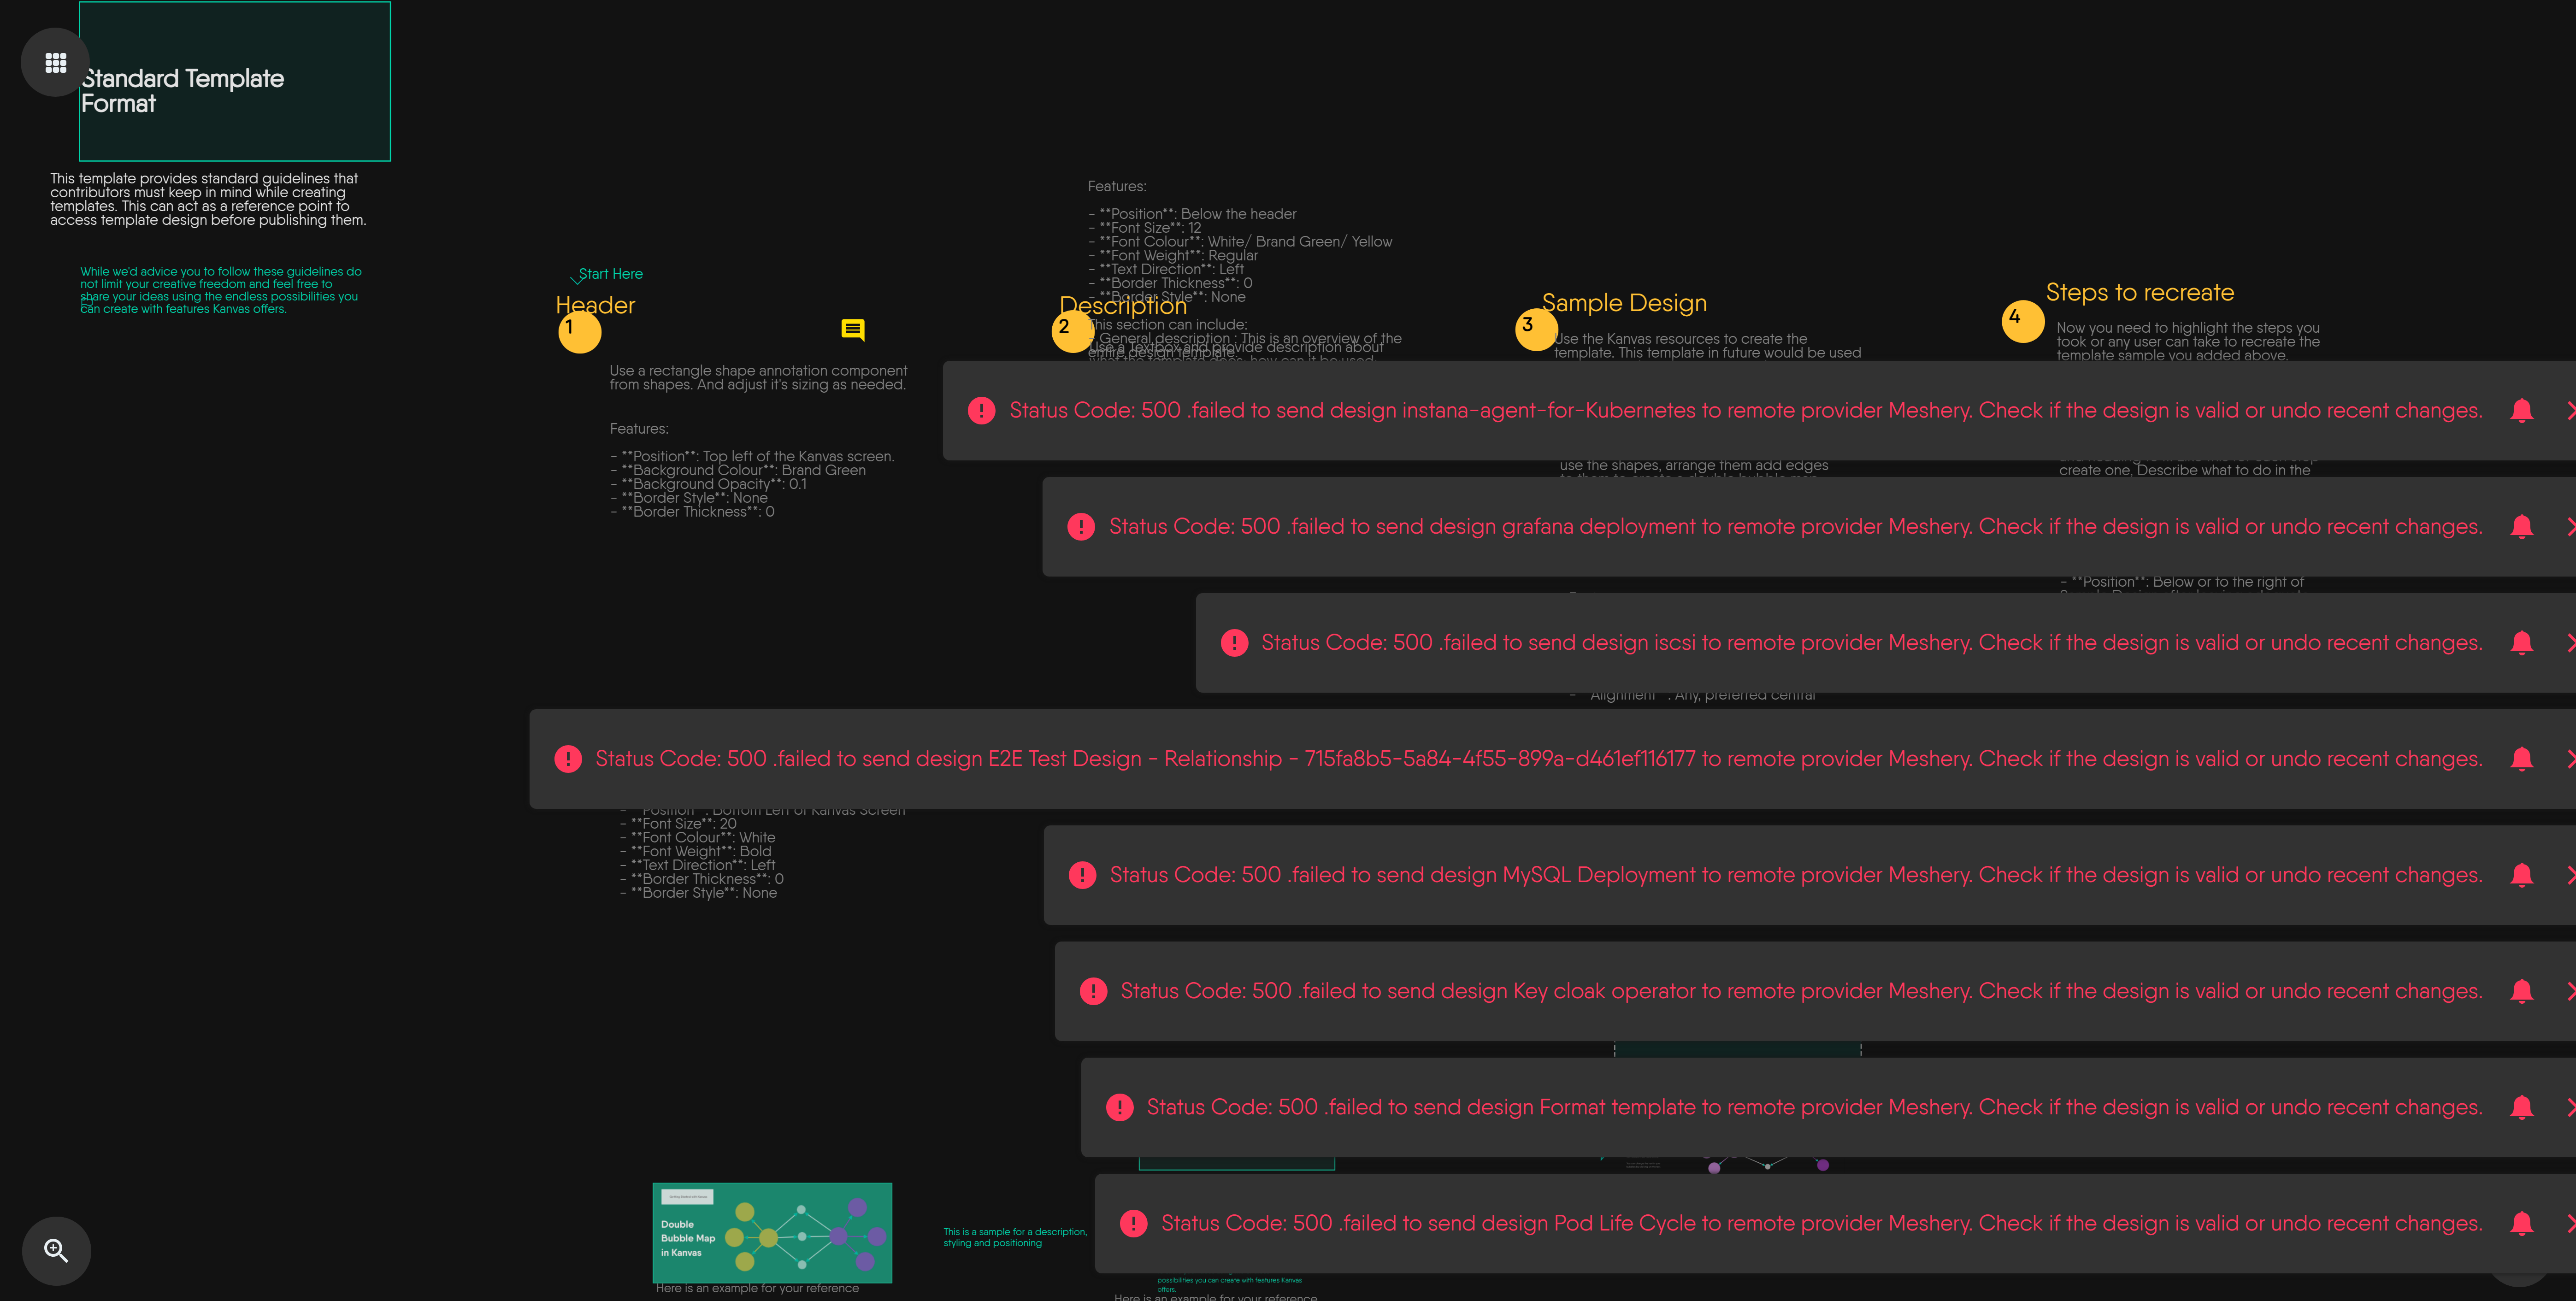 Standard Template
Format
This template provides standard guidelines that
contributors must keep in mind while creating
templates. This can act as a reference point to
access template design before publishing them.
While we'd advice you to follow these guidelines do
not limit your creative freedom and feel free to
share your ideas using the endless possibilities you
can create with features Kanvas offers.
Start Here
Header
1
Use a rectangle shape annotation component
from shapes. And adjust it's sizing as needed.
Features:
- **Position**: Top left of the Kanvas screen.
- **Background Colour**: Brand Green
- **Background Opacity**: 0.1
- **Border Style**: None
- **Border Thickness**: 0
- **Position**: Bottom Left of Kanvas Screen
- **Font Size**: 20
- **Font Colour**: White
- **Font Weight**: Bold
- **Text Direction**: Left
- **Border Thickness**: 0
- **Border Style**: None
Double
Bubble Map
in Kanvas
Here is an example for your reference
Features:
- **Position**: Below the header
- **Font Size**: 12
- **Font Colour**: White/ Brand Green/ Yellow
- **Font Weight**: Regular
- **Text Direction**: Left
- **Border Thickness**: 0
- **Border Style**: None
Description
2
This section can include:
- General description : This is an overview of the
entire design template.
Use a Textbox and provide description about
what the template does, how can it be used
This is a sample for a description,
styling and positioning
possibilities you can create with features Kanvas
offers.
Here is an example for your reference
Sample Design
3
Use the Kanvas resources to create the
template. This template in future would be used
use the shapes, arrange them add edges
to them to create a double bubble map
- **Alignment**: Any, preferred central
Steps to recreate
4
Now you need to highlight the steps you
took or any user can take to recreate the
template sample you added above.
create one, Describe what to do in the
- **Position**: Below or to the right of
Status Code: 500 .failed to send design instana-agent-for-Kubernetes to remote provider Meshery. Check if the design is valid or undo recent changes.
Status Code: 500 .failed to send design grafana deployment to remote provider Meshery. Check if the design is valid or undo recent changes.
Status Code: 500 .failed to send design iscsi to remote provider Meshery. Check if the design is valid or undo recent changes.
Status Code: 500 .failed to send design E2E Test Design - Relationship - 715fa8b5-5a84-4f55-899a-d461ef116177 to remote provider Meshery. Check if the design is valid or undo recent changes.
Status Code: 500 .failed to send design MySQL Deployment to remote provider Meshery. Check if the design is valid or undo recent changes.
Status Code: 500 .failed to send design Key cloak operator to remote provider Meshery. Check if the design is valid or undo recent changes.
Status Code: 500 .failed to send design Format template to remote provider Meshery. Check if the design is valid or undo recent changes.
Status Code: 500 .failed to send design Pod Life Cycle to remote provider Meshery. Check if the design is valid or undo recent changes.